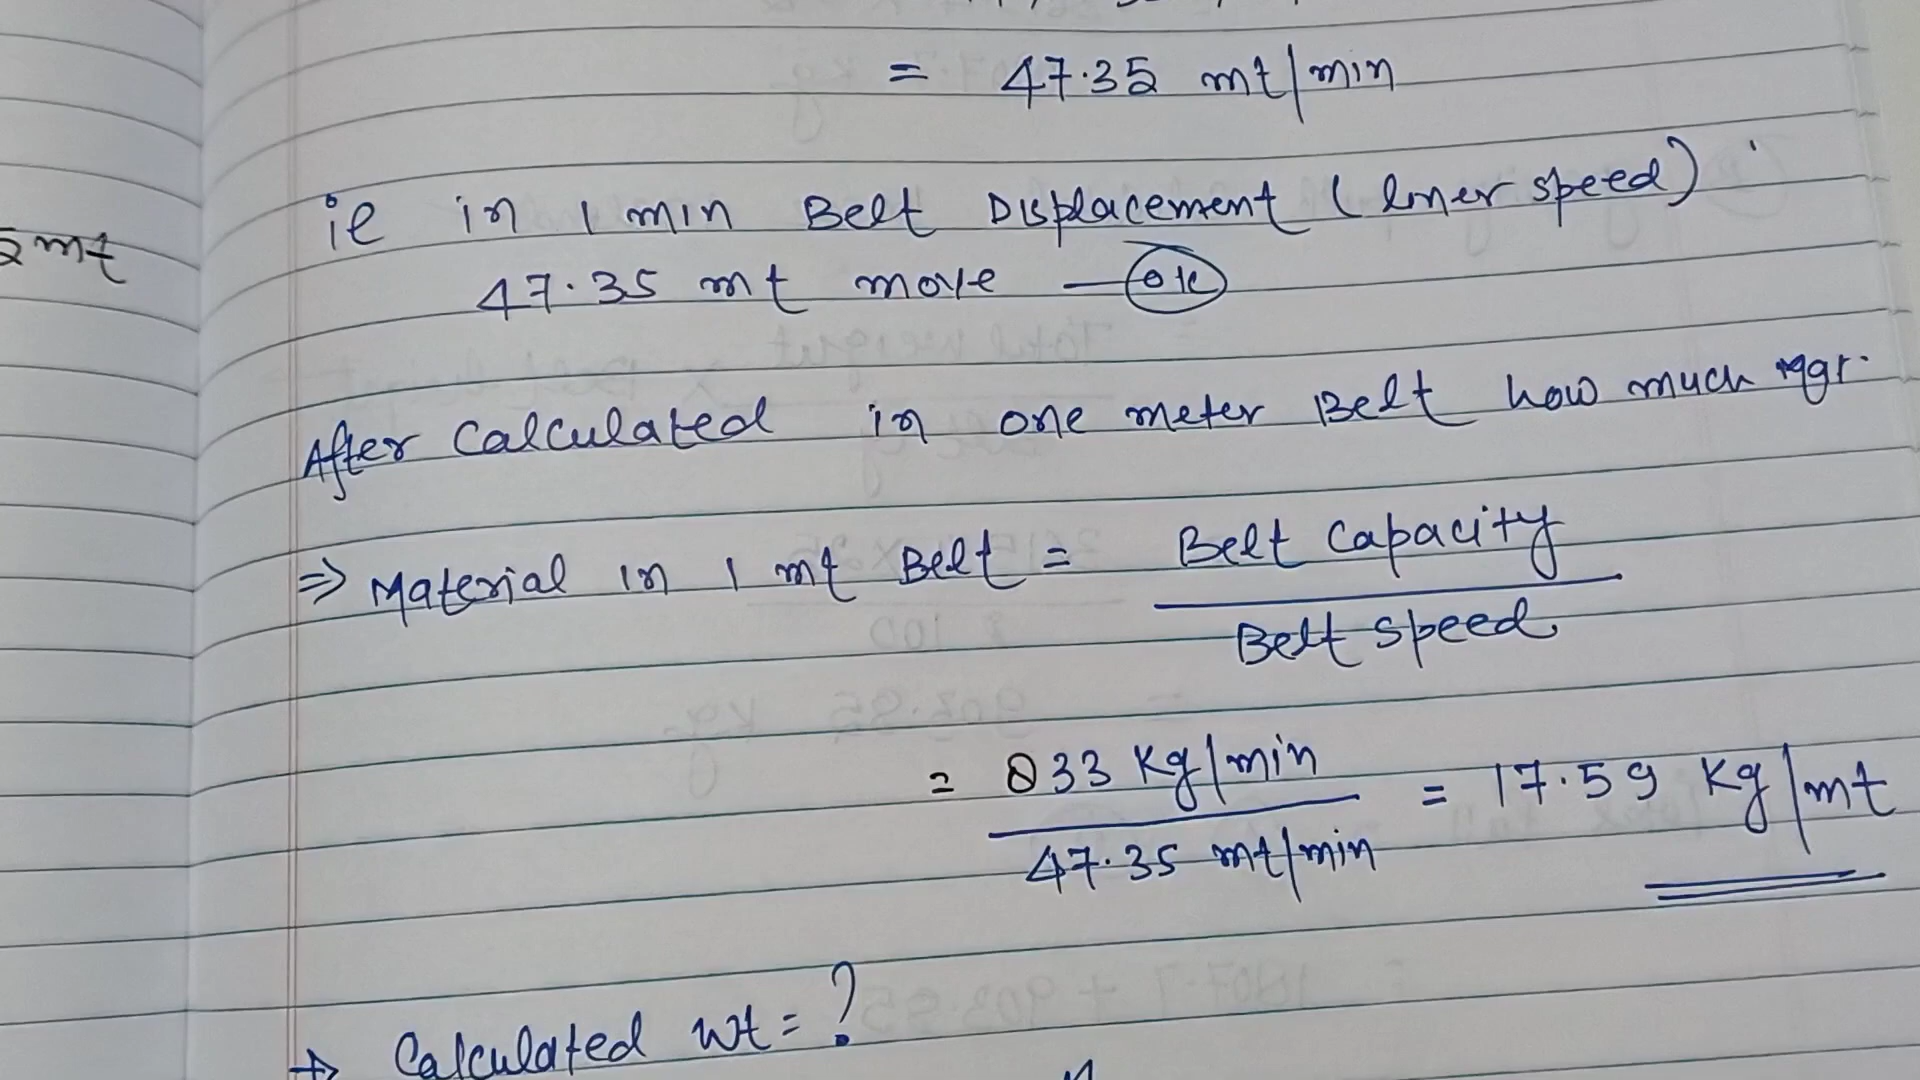 = 47.35 mt/min
ie in 1 min Belt Displacement (liner speed)
2 mt
47.35 mt move — ok
After Calculated in one meter Belt how much
⇒ Material in 1 mt Belt = Belt Capacity
Belt speed
= 833 Kg/min = 17.59 Kg/mt
47.35 mt/min
→ Calculated wt = ?